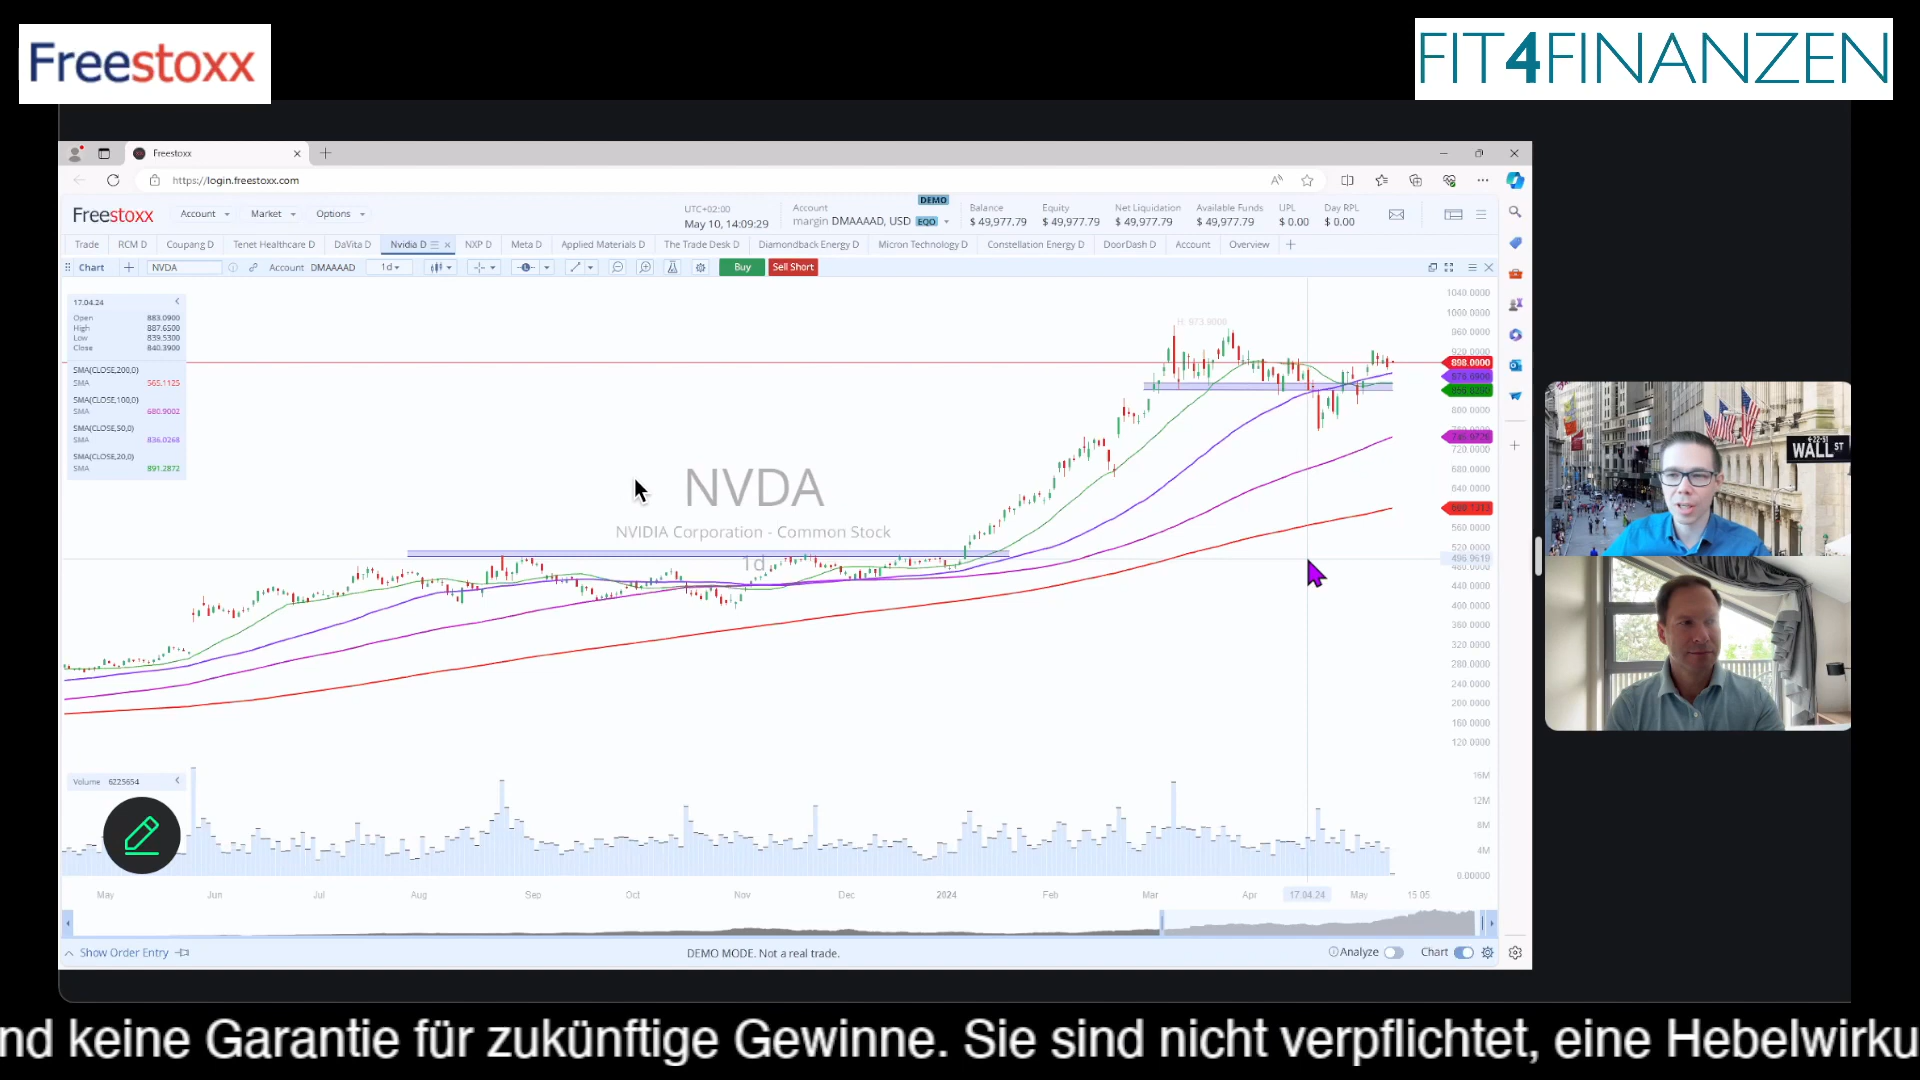 Freestoxx
FIT4FINANZEN
Freestoxx
https://login.freestoxx.com
Freestoxx
Account
Market
Options
UTC+02:00
May 10, 14:09:29
Account
margin DMAAAAD, USD EQO
DEMO
Balance
$ 49,977.79
Equity
$ 49,977.79
Net Liquidation
$ 49,977.79
Available Funds
$ 49,977.79
UPL
$ 0.00
Day RPL
$ 0.00
Trade
RCM D
Coupang D
Tenet Healthcare D
DaVita D
Nvidia D
NXP D
Meta D
Applied Materials D
The Trade Desk D
Diamondback Energy D
Micron Technology D
Constellation Energy D
DoorDash D
Account
Overview
Chart
NVDA
Account DMAAAAD
1d
Buy
Sell Short
17.04.24
Open 883.0900
High 887.6500
Low 839.5300
Close 840.3900
SMA(CLOSE,200,0)
SMA 565.1125
SMA(CLOSE,100,0)
SMA 680.9002
SMA(CLOSE,50,0)
SMA 836.0268
SMA(CLOSE,20,0)
SMA 891.2872
NVDA
NVIDIA Corporation - Common Stock
1d
1040.0000
1000.0000
960.0000
920.0000
898.0000
800.0000
720.0000
680.0000
640.0000
560.0000
520.0000
496.9619
480.0000
440.0000
400.0000
360.0000
320.0000
280.0000
240.0000
200.0000
160.0000
120.0000
Volume 6225654
16M
12M
8M
4M
0.00000
May
Jun
Jul
Aug
Sep
Oct
Nov
Dec
2024
Feb
Mar
Apr
17.04.24
May
15 05
Show Order Entry
DEMO MODE. Not a real trade.
Analyze
Chart
WALL ST
nd keine Garantie für zukünftige Gewinne. Sie sind nicht verpflichtet, eine Hebelwirku